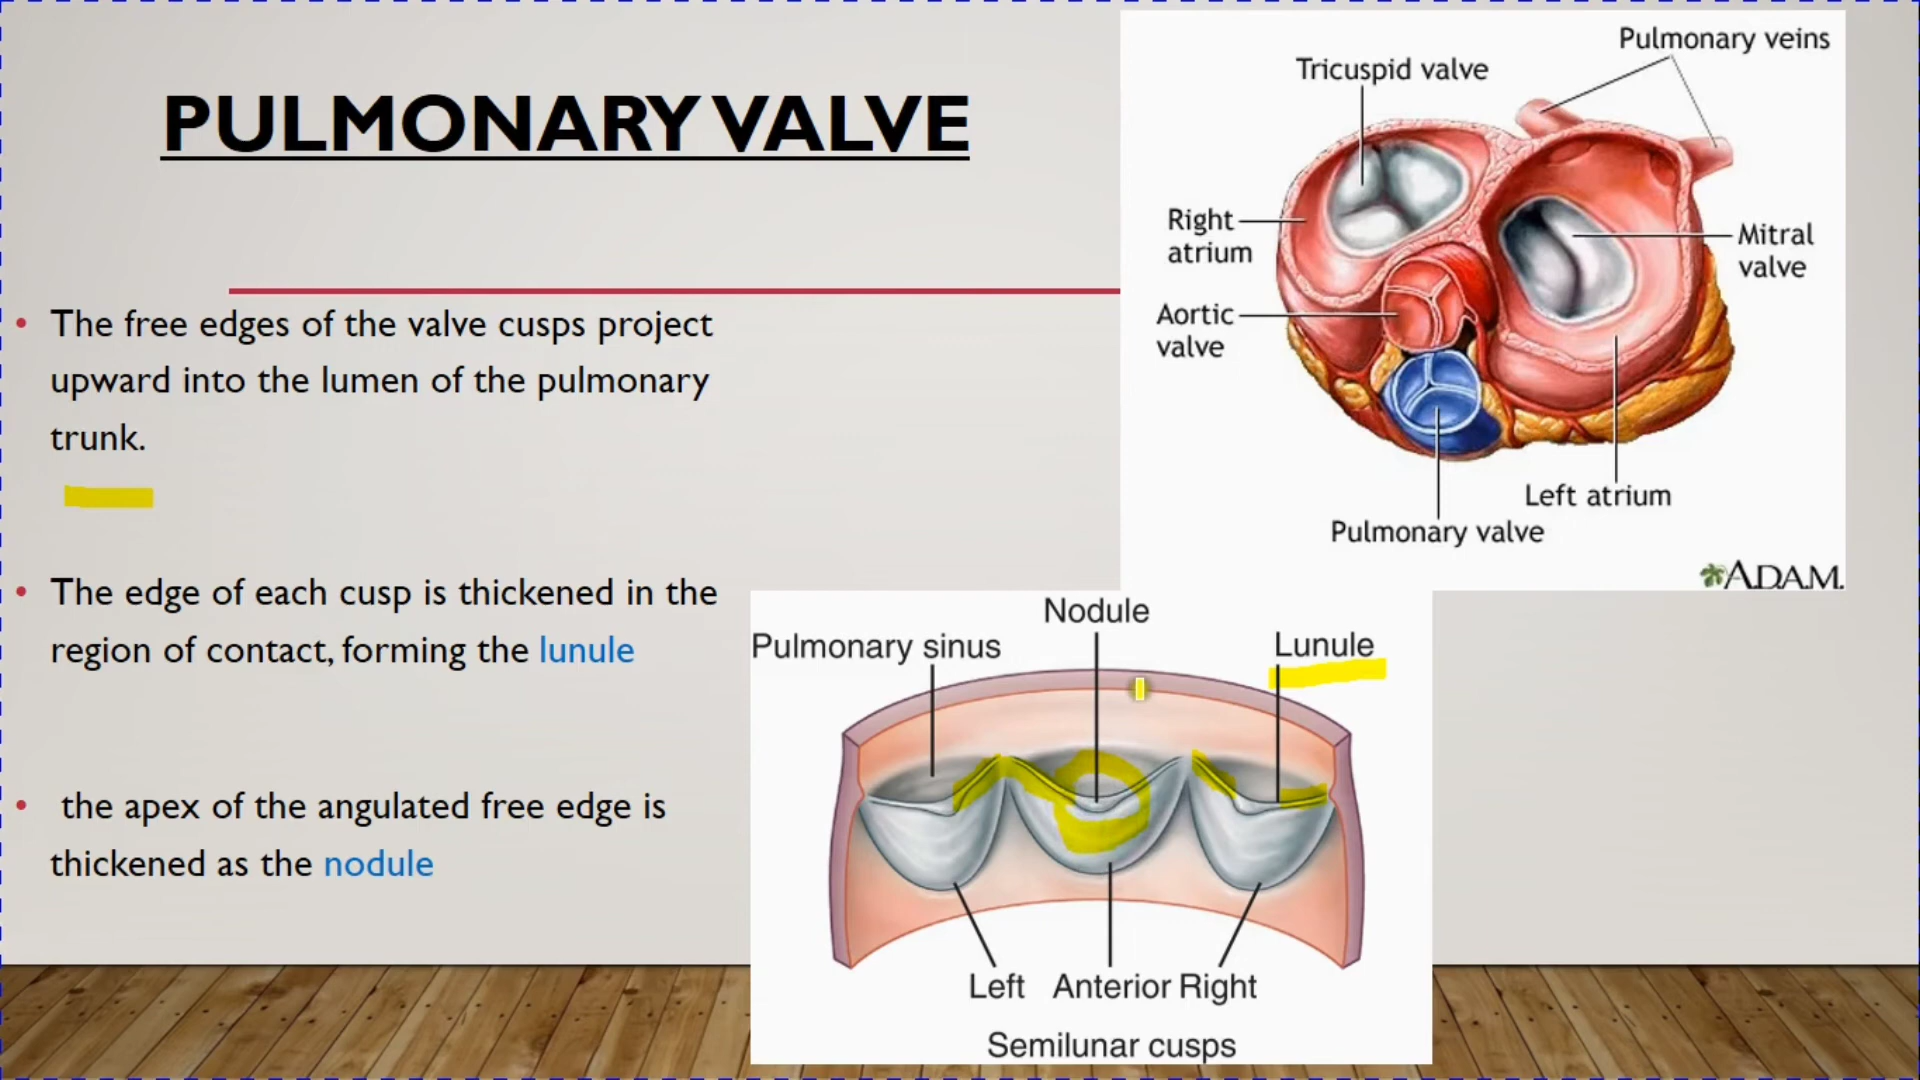 PULMONARY VALVE
• The free edges of the valve cusps project
upward into the lumen of the pulmonary
trunk.
• The edge of each cusp is thickened in the
region of contact, forming the lunule
• the apex of the angulated free edge is
thickened as the nodule
Pulmonary veins
Tricuspid valve
Right
atrium
Mitral
valve
Aortic
valve
Left atrium
Pulmonary valve
ADAM.
Nodule
Pulmonary sinus
Lunule
Left Anterior Right
Semilunar cusps